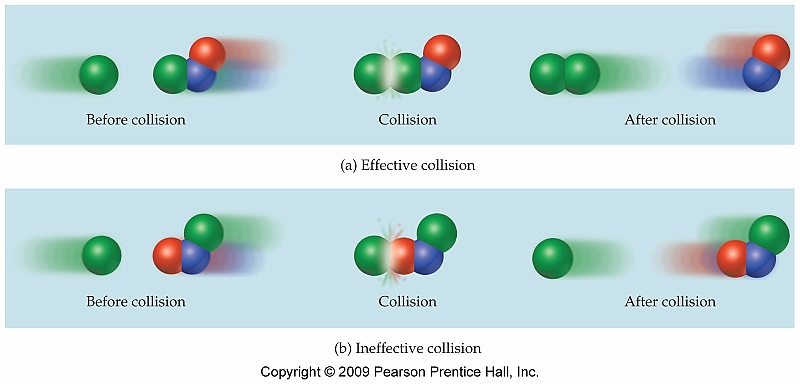 Before collision
Collision
After collision
(a) Effective collision
Before collision
Collision
After collision
(b) Ineffective collision
Copyright © 2009 Pearson Prentice Hall, Inc.